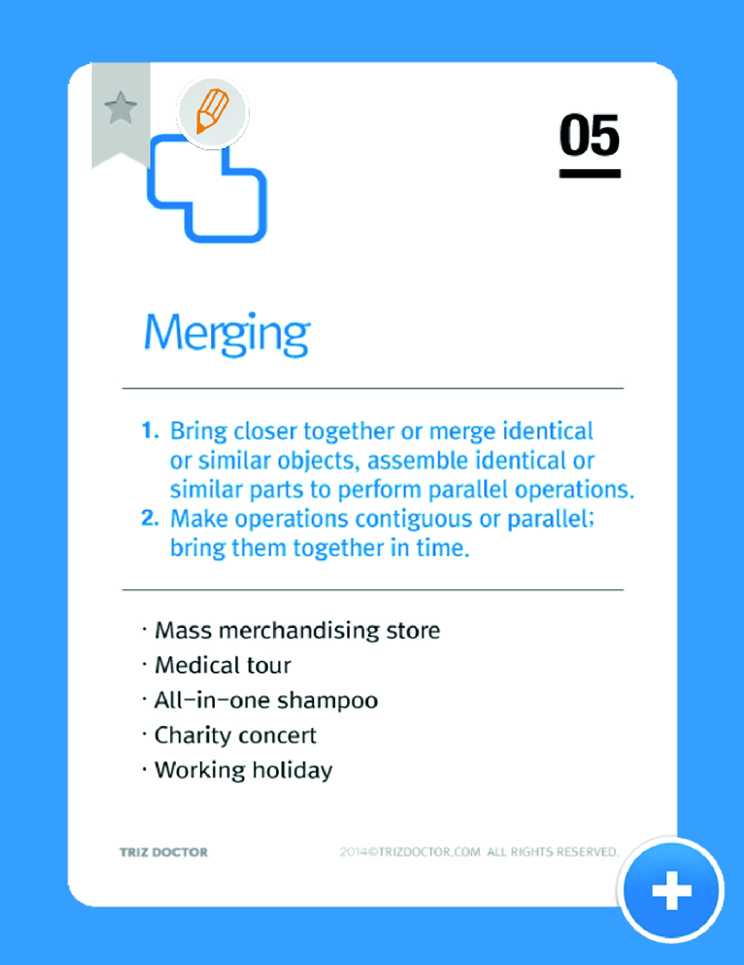 05
Merging
1. Bring closer together or merge identical
or similar objects, assemble identical or
similar parts to perform parallel operations.
2. Make operations contiguous or parallel;
bring them together in time.
· Mass merchandising store
· Medical tour
· All-in-one shampoo
· Charity concert
· Working holiday
TRIZ DOCTOR 2014©TRIZDOCTOR.COM ALL RIGHTS RESERVED.